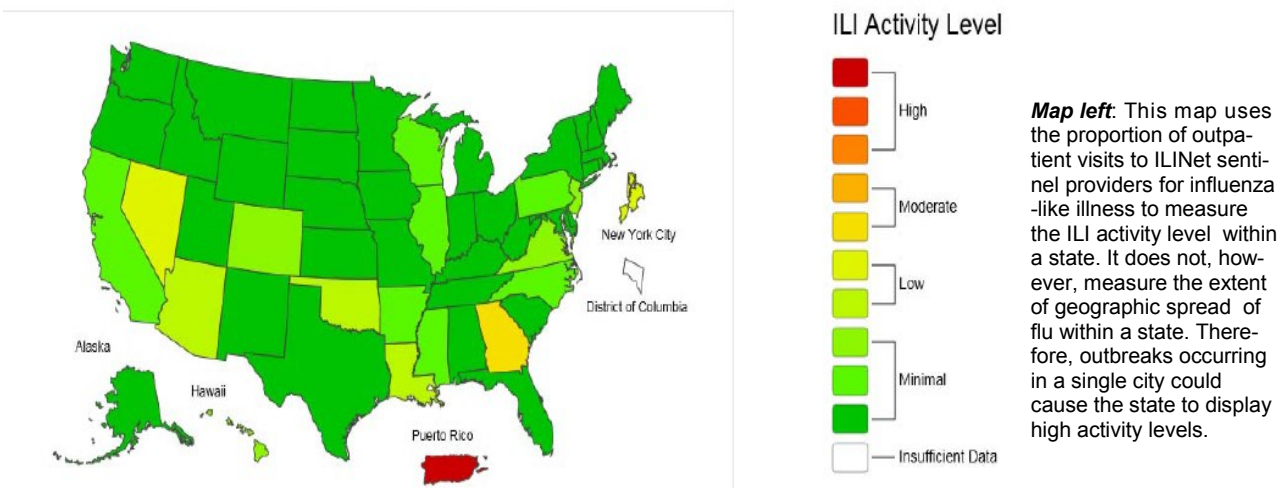 New York City
District of Columbia
Alaska
Hawaii
Puerto Rico
ILI Activity Level
High
Moderate
Low
Minimal
Insufficient Data
Map left: This map uses
the proportion of outpa-
tient visits to ILINet senti-
nel providers for influenza
-like illness to measure
the ILI activity level within
a state. It does not, how-
ever, measure the extent
of geographic spread of
flu within a state. There-
fore, outbreaks occurring
in a single city could
cause the state to display
high activity levels.